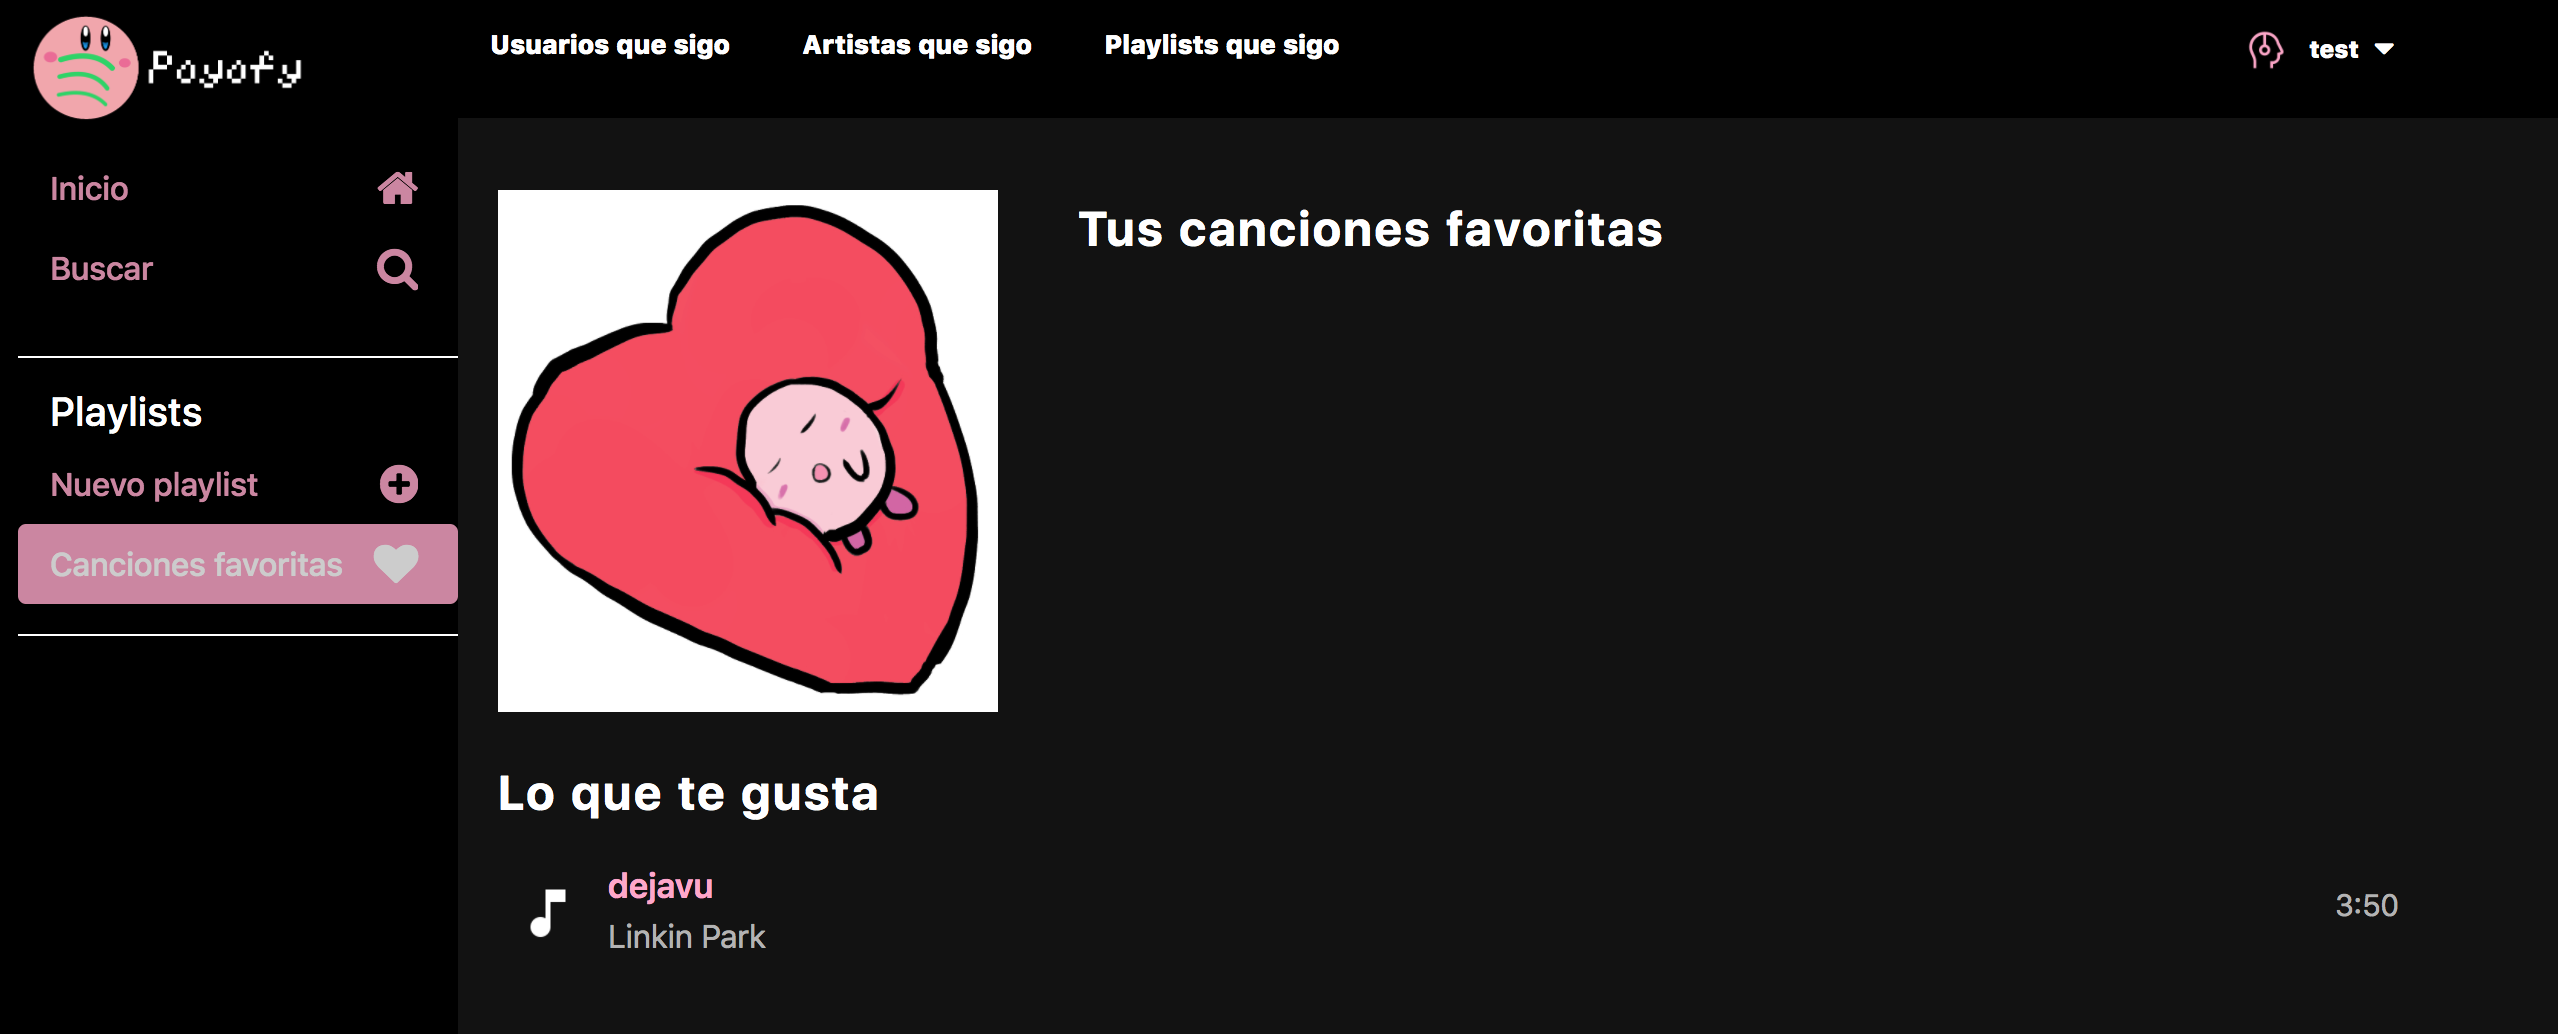 Poyofy
Usuarios que sigo
Artistas que sigo
Playlists que sigo
test
Inicio
Buscar
Playlists
Nuevo playlist
Canciones favoritas
Tus canciones favoritas
Lo que te gusta
dejavu
Linkin Park
3:50